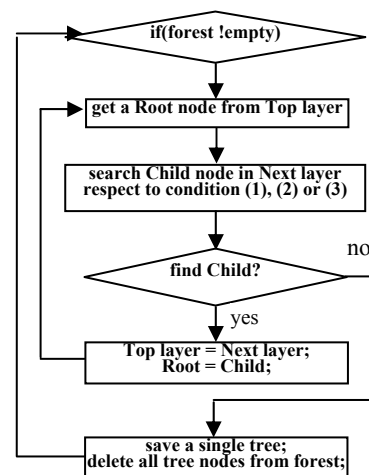 if(forest !empty)
get a Root node from Top layer
search Child node in Next layer
respect to condition (1), (2) or (3)
no
find Child?
yes
Top layer = Next layer;
Root = Child;
save a single tree;
delete all tree nodes from forest;